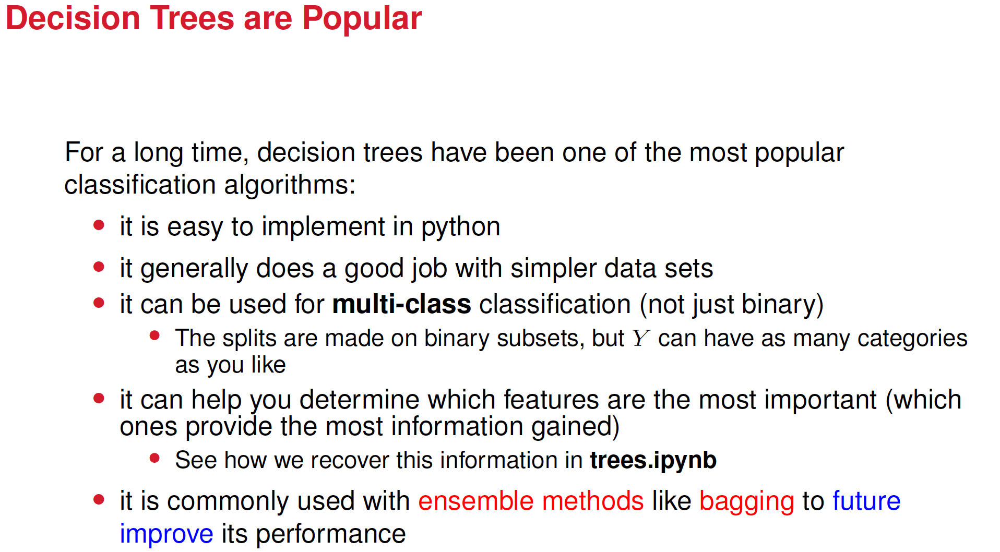 Decision Trees are Popular
For a long time, decision trees have been one of the most popular
classification algorithms:
• it is easy to implement in python
• it generally does a good job with simpler data sets
• it can be used for multi-class classification (not just binary)
• The splits are made on binary subsets, but Y can have as many categories
as you like
• it can help you determine which features are the most important (which
ones provide the most information gained)
• See how we recover this information in trees.ipynb
• it is commonly used with ensemble methods like bagging to future
improve its performance